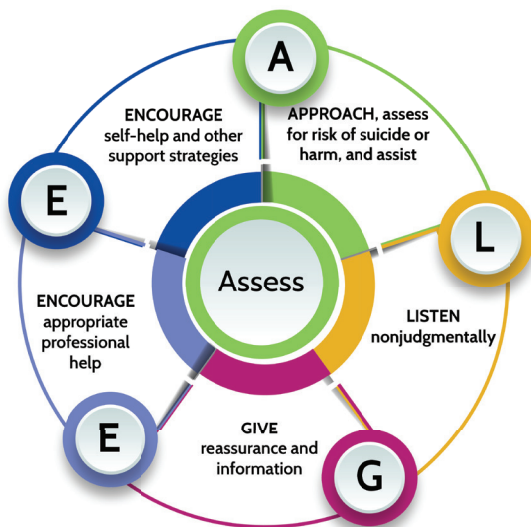 A
APPROACH, assess
for risk of suicide or
harm, and assist
L
LISTEN
nonjudgmentally
G
GIVE
reassurance and
information
E
ENCOURAGE
appropriate
professional
help
E
ENCOURAGE
self-help and other
support strategies
Assess